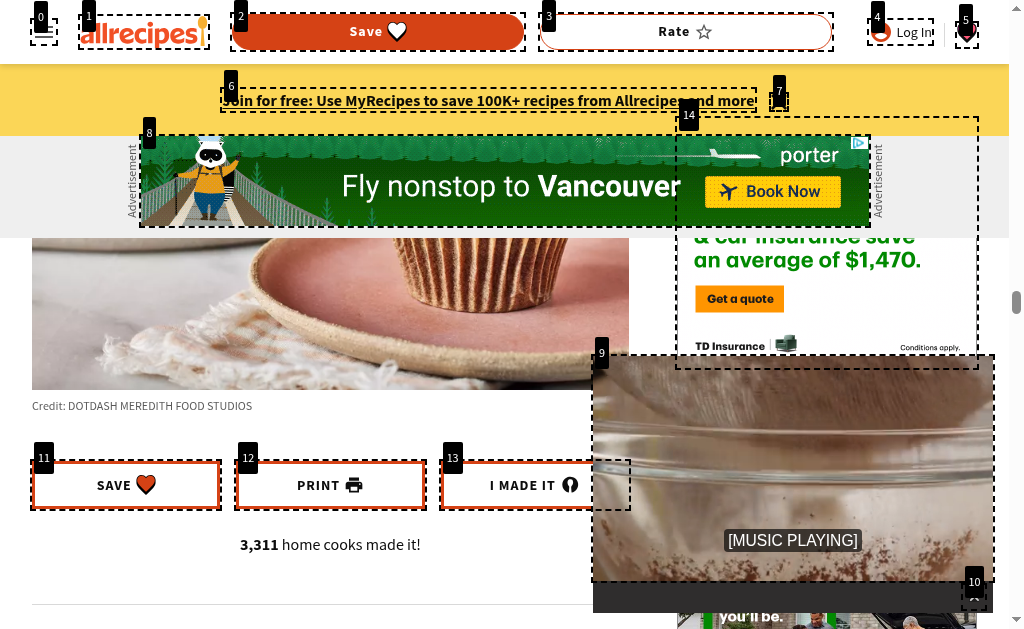 0
1
2
3
4
5
allrecipes
Save
Rate
Log In
6
7
Join for free: Use MyRecipes to save 100K+ recipes from Allrecipes and more
14
8
Advertisement
Fly nonstop to Vancouver
porter
Book Now
Advertisement
& car insurance save
an average of $1,470.
Get a quote
TD Insurance
Conditions apply.
9
Credit: DOTDASH MEREDITH FOOD STUDIOS
11
12
13
SAVE
PRINT
I MADE IT
[MUSIC PLAYING]
3,311 home cooks made it!
10
you'll be.